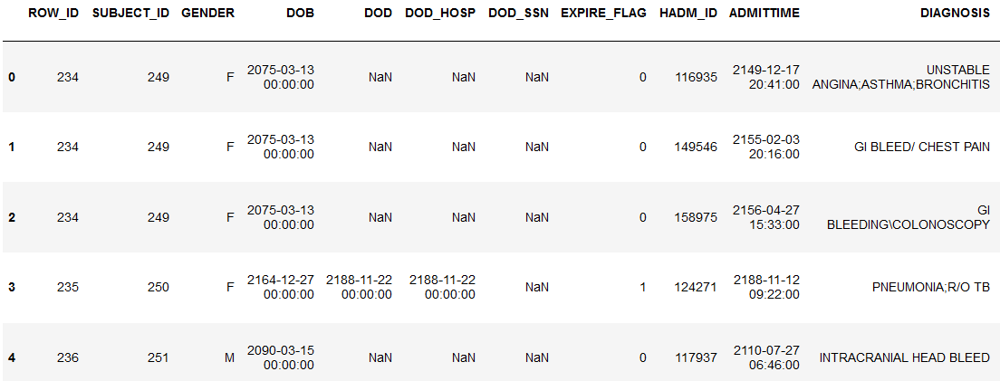 ROW_ID SUBJECT_ID GENDER DOB DOD DOD_HOSP DOD_SSN EXPIRE_FLAG HADM_ID ADMITTIME DIAGNOSIS
0 234 249 F 2075-03-13 00:00:00 NaN NaN NaN 0 116935 2149-12-17 20:41:00 UNSTABLE ANGINA;ASTHMA;BRONCHITIS
1 234 249 F 2075-03-13 00:00:00 NaN NaN NaN 0 149546 2155-02-03 20:16:00 GI BLEED/ CHEST PAIN
2 234 249 F 2075-03-13 00:00:00 NaN NaN NaN 0 158975 2156-04-27 15:33:00 GI BLEEDING\COLONOSCOPY
3 235 250 F 2164-12-27 00:00:00 2188-11-22 00:00:00 2188-11-22 00:00:00 NaN 1 124271 2188-11-12 09:22:00 PNEUMONIA;R/O TB
4 236 251 M 2090-03-15 00:00:00 NaN NaN NaN 0 117937 2110-07-27 06:46:00 INTRACRANIAL HEAD BLEED